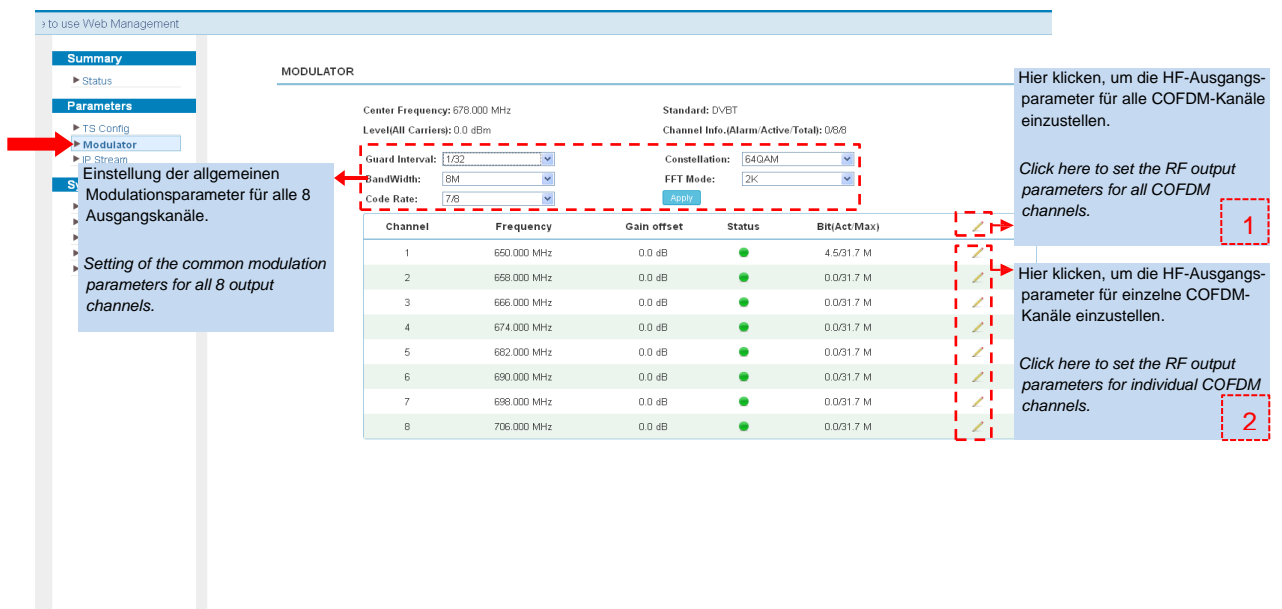 e to use Web Management
Summary
Status
Parameters
TS Config
Modulator
IP Stream
Sy
Einstellung der allgemeinen
Modulationsparameter für alle 8
Ausgangskanäle.
Setting of the common modulation
parameters for all 8 output
channels.
MODULATOR
Center Frequency: 678.000 MHz Standard: DVBT
Level(All Carriers): 0.0 dBm Channel Info.(Alarm/Active/Total): 0/8/8
Guard Interval: 1/32 Constellation: 64QAM
BandWidth: 8M FFT Mode: 2K
Code Rate: 7/8 Apply
Channel Frequency Gain offset Status Bit(Act/Max)
1 650.000 MHz 0.0 dB 4.5/31.7 M
2 658.000 MHz 0.0 dB 0.0/31.7 M
3 666.000 MHz 0.0 dB 0.0/31.7 M
4 674.000 MHz 0.0 dB 0.0/31.7 M
5 682.000 MHz 0.0 dB 0.0/31.7 M
6 690.000 MHz 0.0 dB 0.0/31.7 M
7 698.000 MHz 0.0 dB 0.0/31.7 M
8 706.000 MHz 0.0 dB 0.0/31.7 M
Hier klicken, um die HF-Ausgangs-
parameter für alle COFDM-Kanäle
einzustellen.
Click here to set the RF output
parameters for all COFDM
channels.
1
Hier klicken, um die HF-Ausgangs-
parameter für einzelne COFDM-
Kanäle einzustellen.
Click here to set the RF output
parameters for individual COFDM
channels.
2